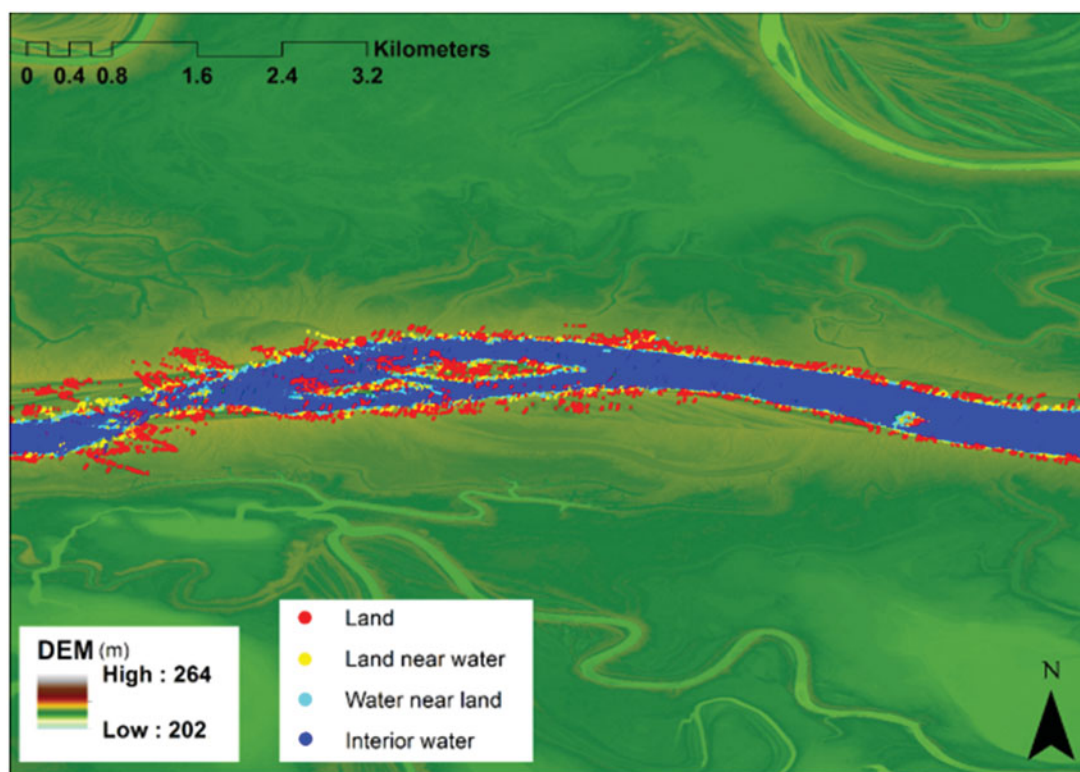 Kilometers
0 0.4 0.8 1.6 2.4 3.2
DEM (m)
High : 264
Low : 202
Land
Land near water
Water near land
Interior water
N